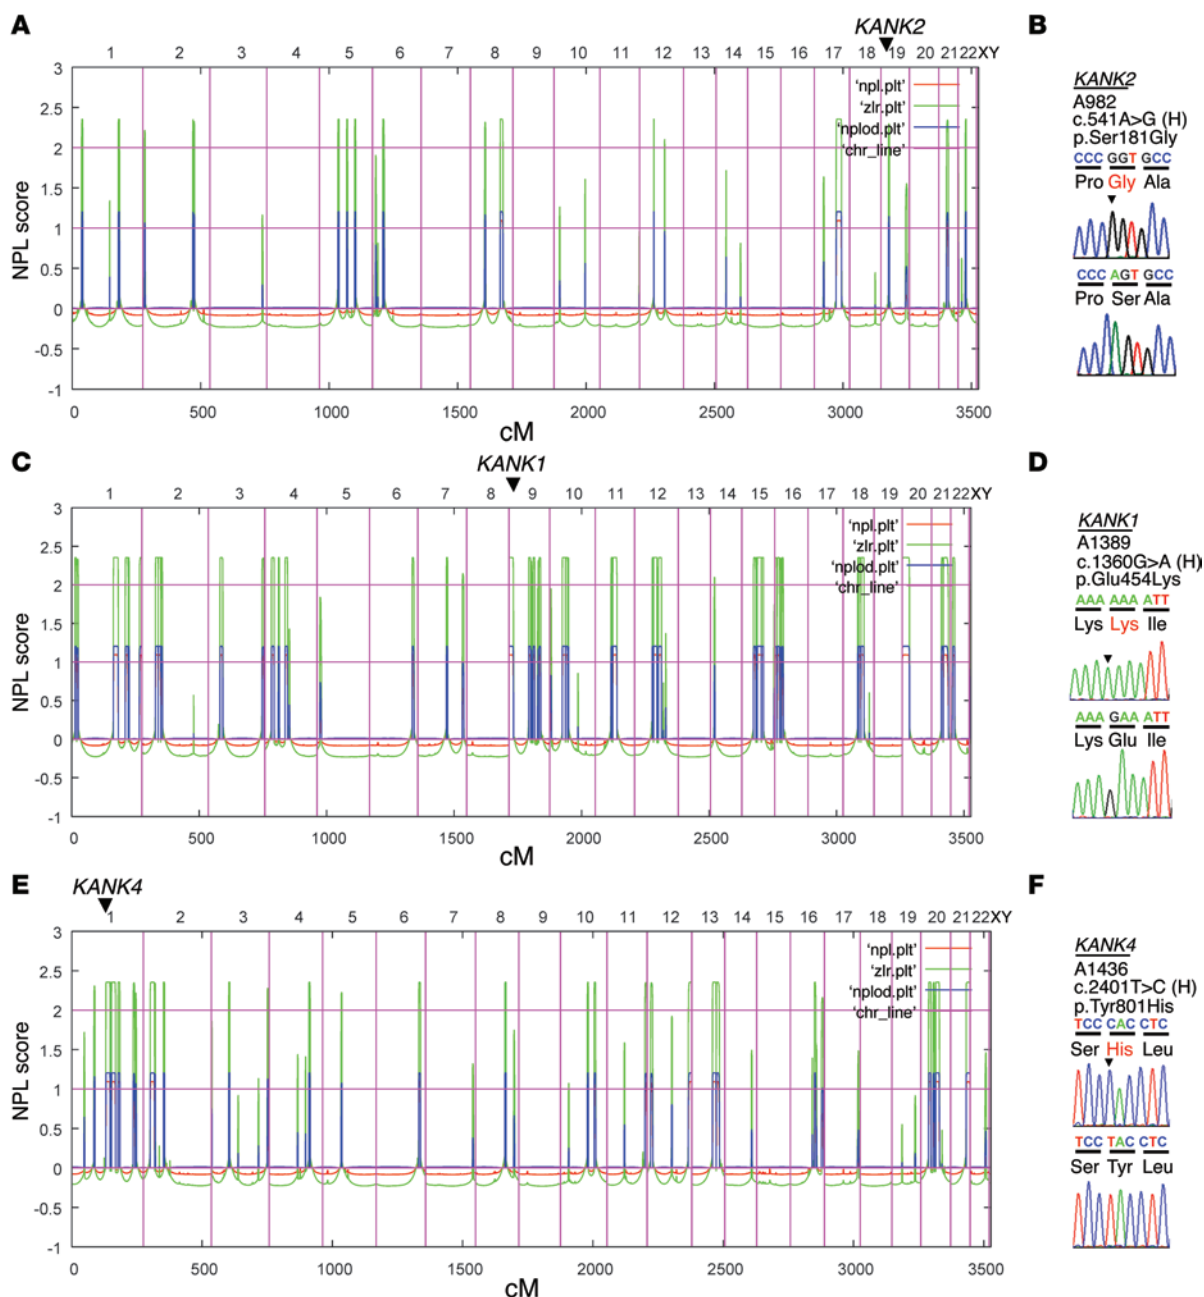 A
KANK2
B
1 2 3 4 5 6 7 8 9 10 11 12 13 14 15 16 17 18 19 20 21 22 XY
3
2.5
2
1.5
1
0.5
0
-0.5
-1
NPL score
'npl.plt'
'zlr.plt'
'nplod.plt'
'chr_line'
0 500 1000 1500 2000 2500 3000 3500
cM
KANK2
A982
c.541A>G (H)
p.Ser181Gly
CCC GGT GCC
Pro Gly Ala
CCC AGT GCC
Pro Ser Ala
C
KANK1
D
1 2 3 4 5 6 7 8 9 10 11 12 13 14 15 16 17 18 19 20 21 22 XY
3
2.5
2
1.5
1
0.5
0
-0.5
-1
NPL score
'npl.plt'
'zlr.plt'
'nplod.plt'
'chr_line'
0 500 1000 1500 2000 2500 3000 3500
cM
KANK1
A1389
c.1360G>A (H)
p.Glu454Lys
AAA AAA ATT
Lys Lys Ile
AAA GAA ATT
Lys Glu Ile
E
KANK4
F
1 2 3 4 5 6 7 8 9 10 11 12 13 14 15 16 17 18 19 20 21 22 XY
3
2.5
2
1.5
1
0.5
0
-0.5
-1
NPL score
'npl.plt'
'zlr.plt'
'nplod.plt'
'chr_line'
0 500 1000 1500 2000 2500 3000 3500
cM
KANK4
A1436
c.2401T>C (H)
p.Tyr801His
TCC CAC CTC
Ser His Leu
TCC TAC CTC
Ser Tyr Leu